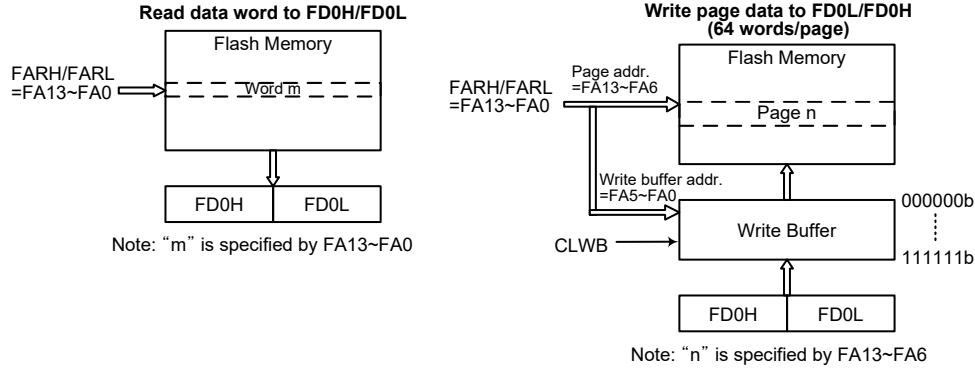 Read data word to FD0H/FD0L
Flash Memory
FARH/FARL
=FA13~FA0
Word m
FD0H
FD0L
Note: “m” is specified by FA13~FA0
Write page data to FD0L/FD0H
(64 words/page)
Flash Memory
FARH/FARL
=FA13~FA0
Page addr.
=FA13~FA6
Page n
Write buffer addr.
=FA5~FA0
Write Buffer
000000b
111111b
CLWB
FD0H
FD0L
Note: “n” is specified by FA13~FA6